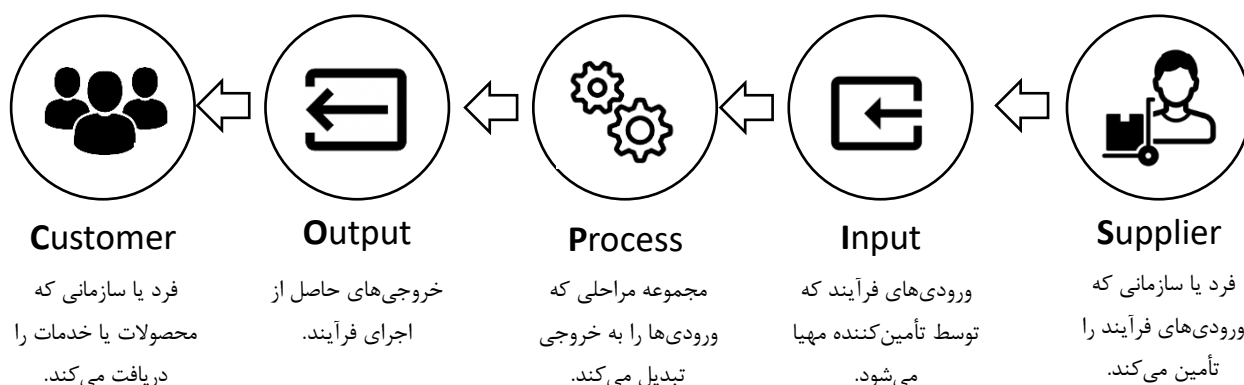 Supplier
فرد یا سازمانی که
ورودی‌های فرآیند را
تأمین می‌کند.
Input
ورودی‌های فرآیند که
توسط تأمین‌کننده مهیا
می‌شود.
Process
مجموعه مراحلی که
ورودی‌ها را به خروجی
تبدیل می‌کند.
Output
خروجی‌های حاصل از
اجرای فرآیند.
Customer
فرد یا سازمانی که
محصولات یا خدمات را
دریافت می‌کند.